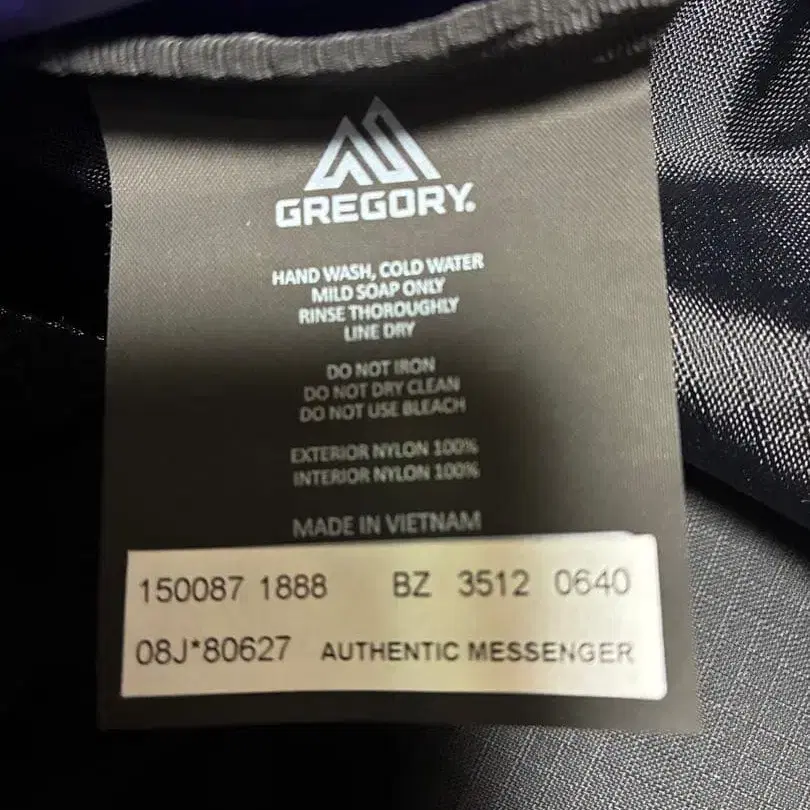 GREGORY.
HAND WASH, COLD WATER
MILD SOAP ONLY
RINSE THOROUGHLY
LINE DRY
DO NOT IRON
DO NOT DRY CLEAN
DO NOT USE BLEACH
EXTERIOR NYLON 100%
INTERIOR NYLON 100%
MADE IN VIETNAM
150087 1888 BZ 3512 0640
08J*80627 AUTHENTIC MESSENGER